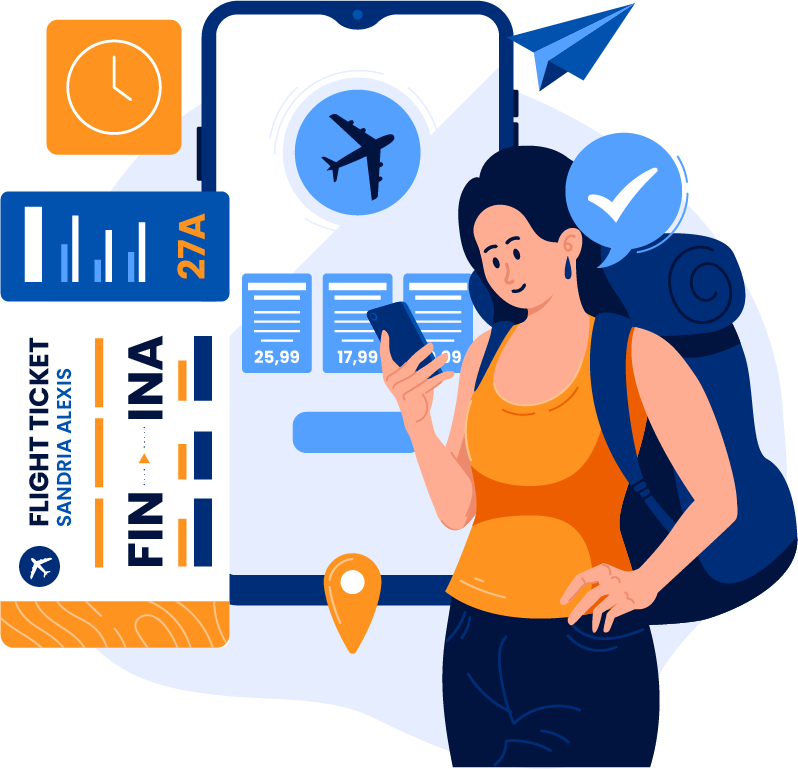 27A
FLIGHT TICKET
SANDRIA ALEXIS
FIN INA
25,99
17,99